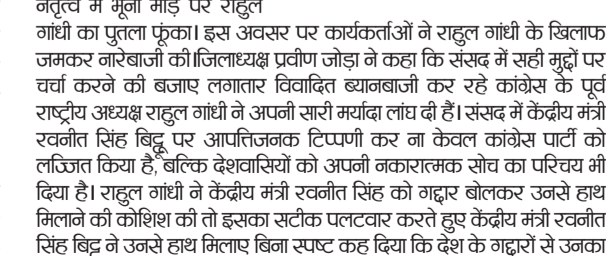 नेतृत्व में मूना मोड़ पर राहुल
गांधी का पुतला फूंका। इस अवसर पर कार्यकर्ताओं ने राहुल गांधी के खिलाफ
जमकर नारेबाजी की।जिलाध्यक्ष प्रवीण जोड़ा ने कहा कि संसद में सही मुद्दों पर
चर्चा करने की बजाए लगातार विवादित ब्यानबाजी कर रहे कांग्रेस के पूर्व
राष्ट्रीय अध्यक्ष राहुल गांधी ने अपनी सारी मर्यादा लांघ दी हैं। संसद में केंद्रीय मंत्री
रवनीत सिंह बिट्टू पर आपत्तिजनक टिप्पणी कर ना केवल कांग्रेस पार्टी को
लज्जित किया है, बल्कि देशवासियों को अपनी नकारात्मक सोच का परिचय भी
दिया है। राहुल गांधी ने केंद्रीय मंत्री रवनीत सिंह को गद्दार बोलकर उनसे हाथ
मिलाने की कोशिश की तो इसका सटीक पलटवार करते हुए केंद्रीय मंत्री रवनीत
सिंह बिट्टू ने उनसे हाथ मिलाए बिना स्पष्ट कह दिया कि देश के गद्दारों से उनका